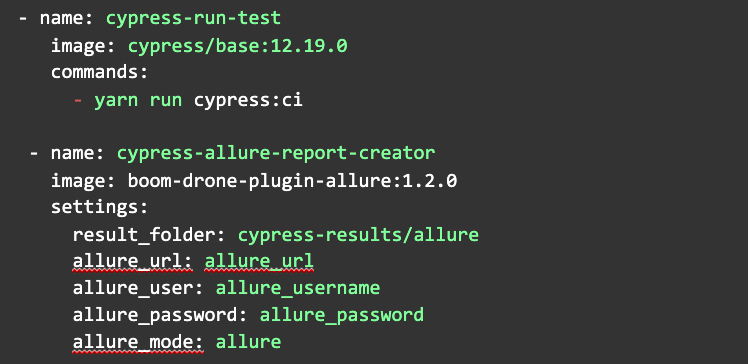 - name: cypress-run-test
image: cypress/base:12.19.0
commands:
- yarn run cypress:ci
- name: cypress-allure-report-creator
image: boom-drone-plugin-allure:1.2.0
settings:
result_folder: cypress-results/allure
allure_url: allure_url
allure_user: allure_username
allure_password: allure_password
allure_mode: allure